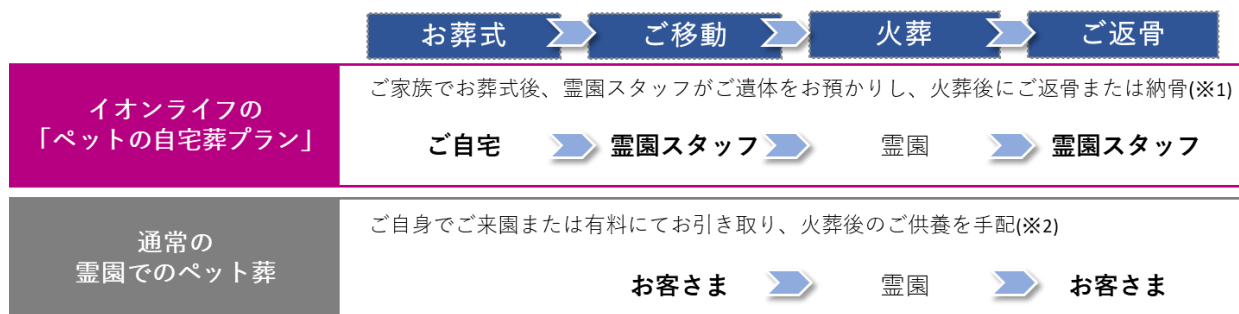 お葬式 ご移動 火葬 ご返骨
イオンライフの
「ペットの自宅葬プラン」
ご家族でお葬式後、霊園スタッフがご遺体をお預かりし、火葬後にご返骨または納骨(※1)
ご自宅 霊園スタッフ 霊園 霊園スタッフ
通常の
霊園でのペット葬
ご自身でご来園または有料にてお引き取り、火葬後のご供養を手配(※2)
お客さま 霊園 お客さま